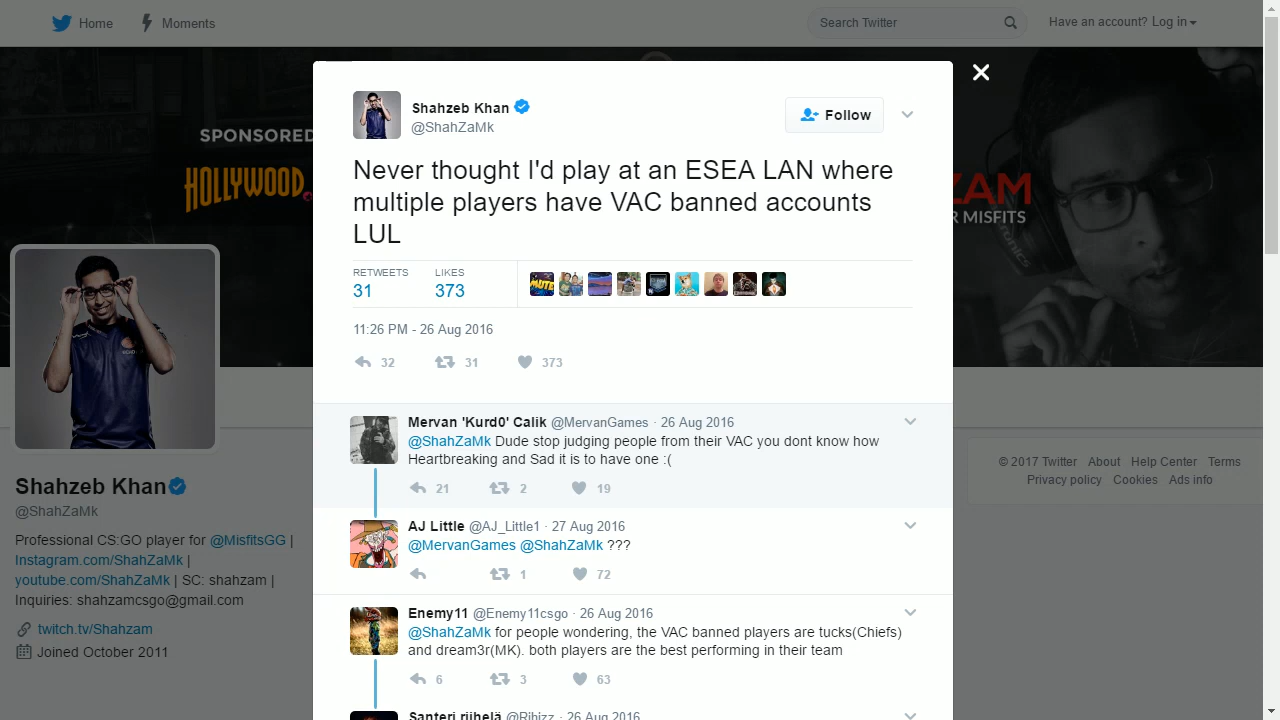 Home
Moments
Search Twitter
Have an account? Log in
SPONSORED
HOLLYWOOD
ZAM
R MISFITS
Shahzeb Khan
@ShahZaMk
Follow
Never thought I'd play at an ESEA LAN where
multiple players have VAC banned accounts
LUL
RETWEETS
31
LIKES
373
11:26 PM - 26 Aug 2016
32 31 373
Mervan 'Kurd0' Calik @MervanGames · 26 Aug 2016
@ShahZaMk Dude stop judging people from their VAC you dont know how
Heartbreaking and Sad it is to have one :(
21 2 19
AJ Little @AJ_Little1 · 27 Aug 2016
@MervanGames @ShahZaMk ???
1 72
Enemy11 @Enemy11csgo · 26 Aug 2016
@ShahZaMk for people wondering, the VAC banned players are tucks(Chiefs)
and dream3r(MK). both players are the best performing in their team
6 3 63
Santeri riihelä @Rihizz · 26 Aug 2016
Shahzeb Khan
@ShahZaMk
Professional CS:GO player for @MisfitsGG |
Instagram.com/ShahZaMk |
youtube.com/ShahZaMk | SC: shahzam |
Inquiries: shahzamcsgo@gmail.com
twitch.tv/Shahzam
Joined October 2011
© 2017 Twitter About Help Center Terms
Privacy policy Cookies Ads info